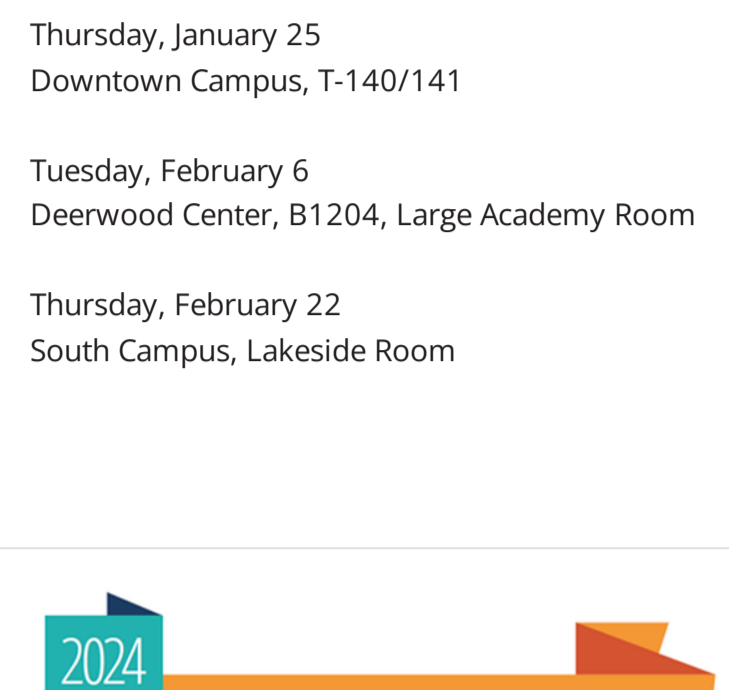 Thursday, January 25
Downtown Campus, T-140/141
Tuesday, February 6
Deerwood Center, B1204, Large Academy Room
Thursday, February 22
South Campus, Lakeside Room
2024